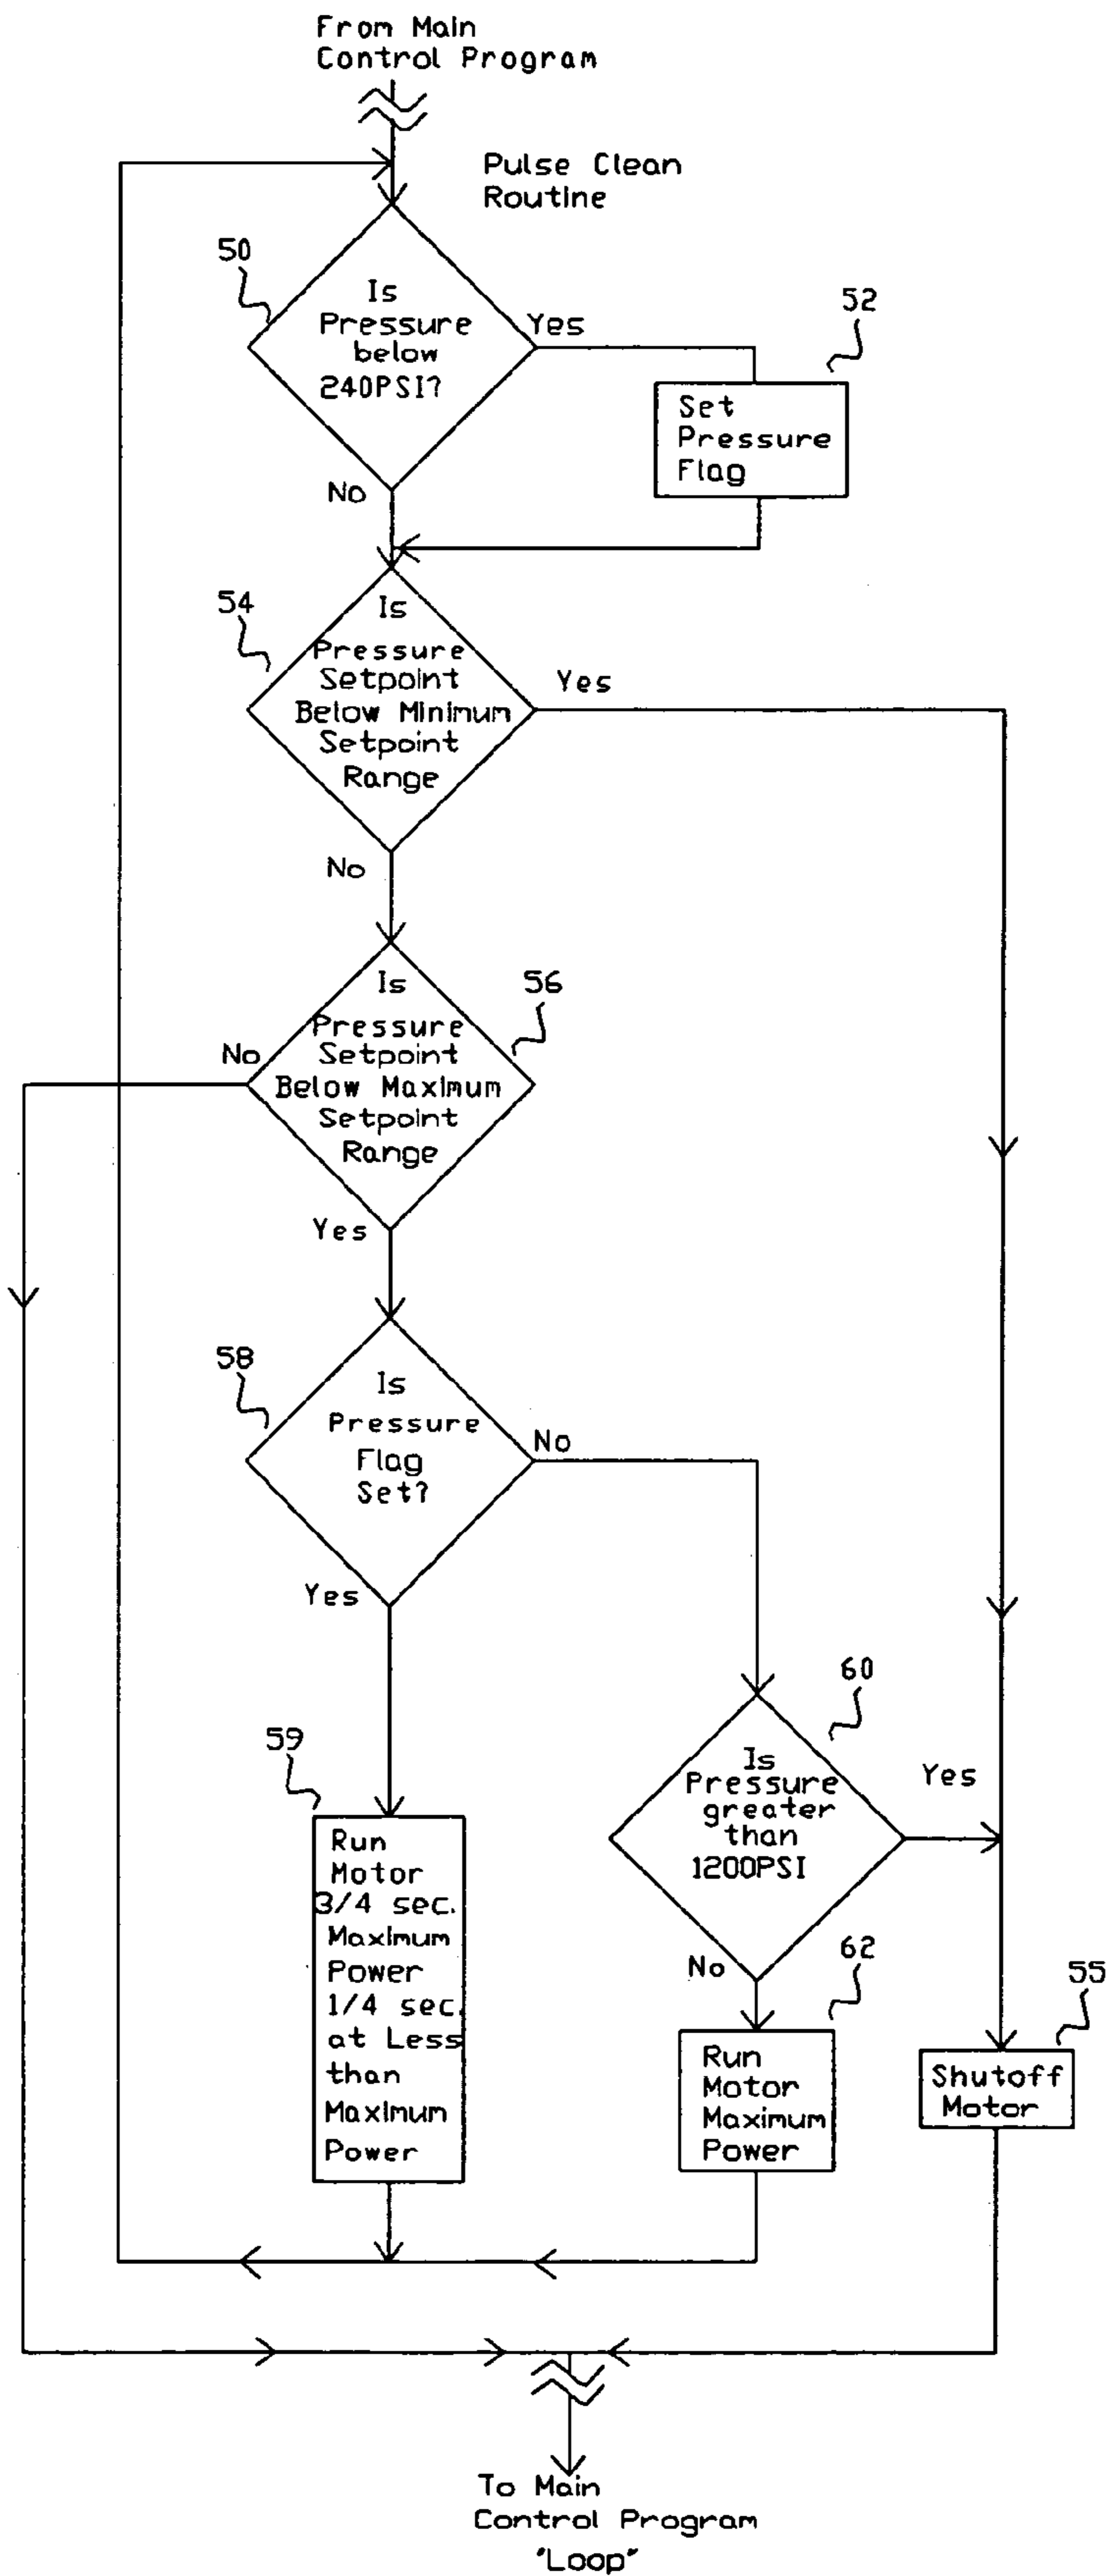 From Main
Control Program
Pulse Clean
Routine
50
Is
Pressure
below
240PSI?
Yes
52
Set
Pressure
Flag
No
54
Is
Pressure
Setpoint
Below Minimum
Setpoint
Range
Yes
No
56
Is
Pressure
Setpoint
Below Maximum
Setpoint
Range
No
Yes
58
Is
Pressure
Flag
Set?
No
Yes
60
Is
Pressure
greater
than
1200PSI
Yes
No
59
Run
Motor
3/4 sec.
Maximum
Power
1/4 sec.
at Less
than
Maximum
Power
62
Run
Motor
Maximum
Power
55
Shutoff
Motor
To Main
Control Program
"Loop"